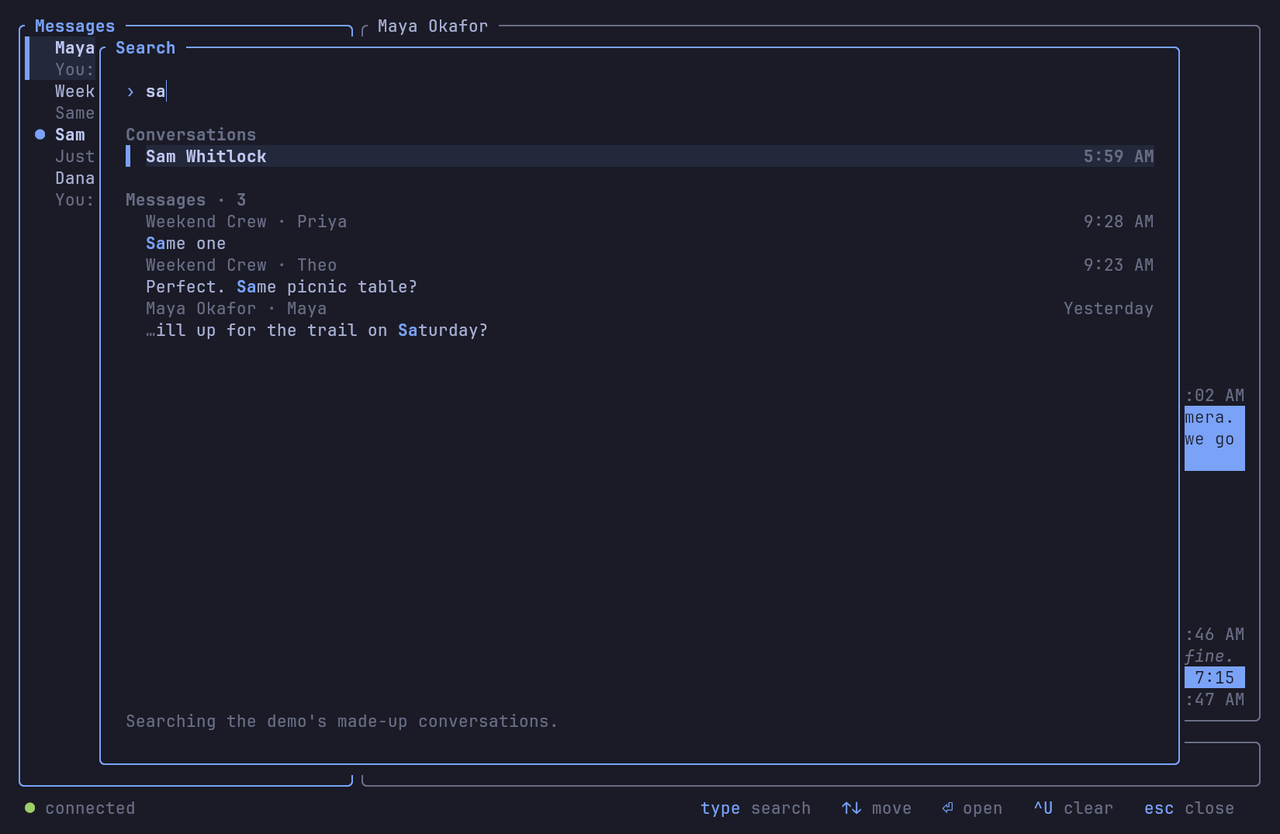 Messages
Maya Okafor
Maya
Search
You:
Week
› sa
Same
Sam
Conversations
Just
Sam Whitlock 5:59 AM
Dana
You:
Messages · 3
Weekend Crew · Priya 9:28 AM
Same one
Weekend Crew · Theo 9:23 AM
Perfect. Same picnic table?
Maya Okafor · Maya Yesterday
…ill up for the trail on Saturday?
:02 AM
mera.
we go
:46 AM
fine.
7:15
:47 AM
Searching the demo's made-up conversations.
connected
type search ↑↓ move ⏎ open ^U clear esc close